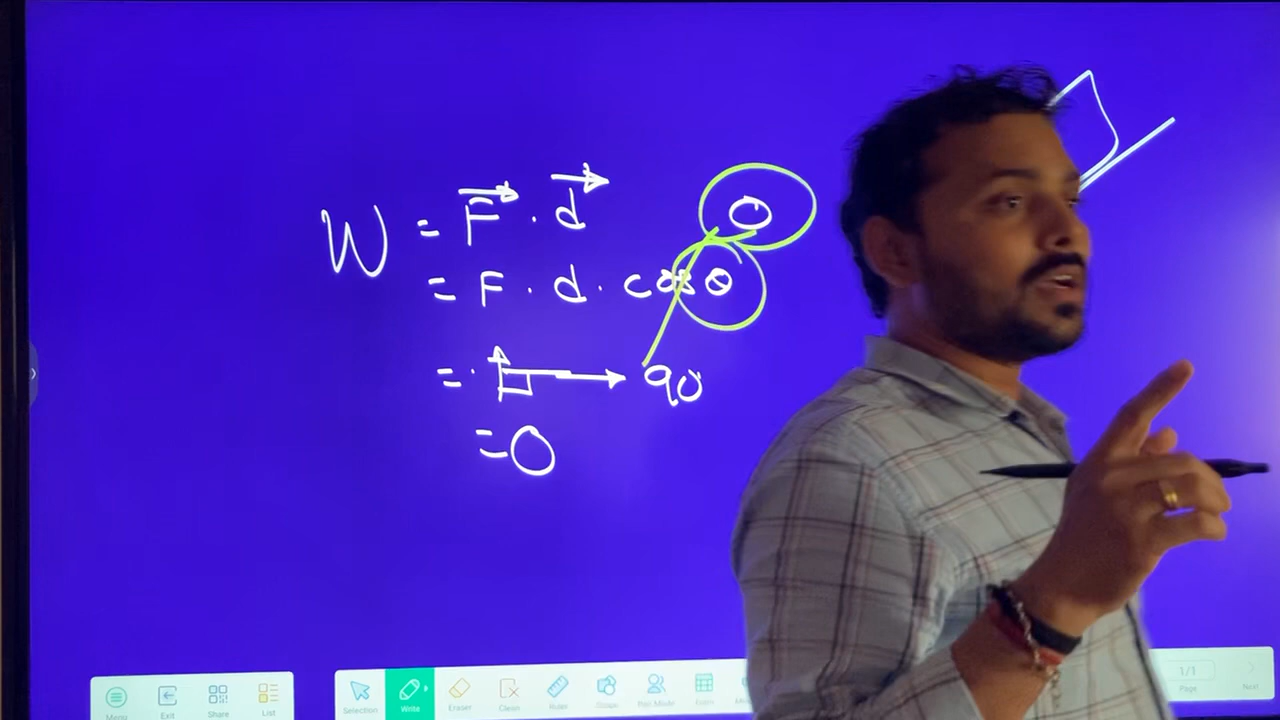 W = F · d
0
= F · d · cos θ
= · 90
= 0
Menu Exit Share List Selection Write Eraser Clean Ruler Shape Pen Mode 1/1 Page Next